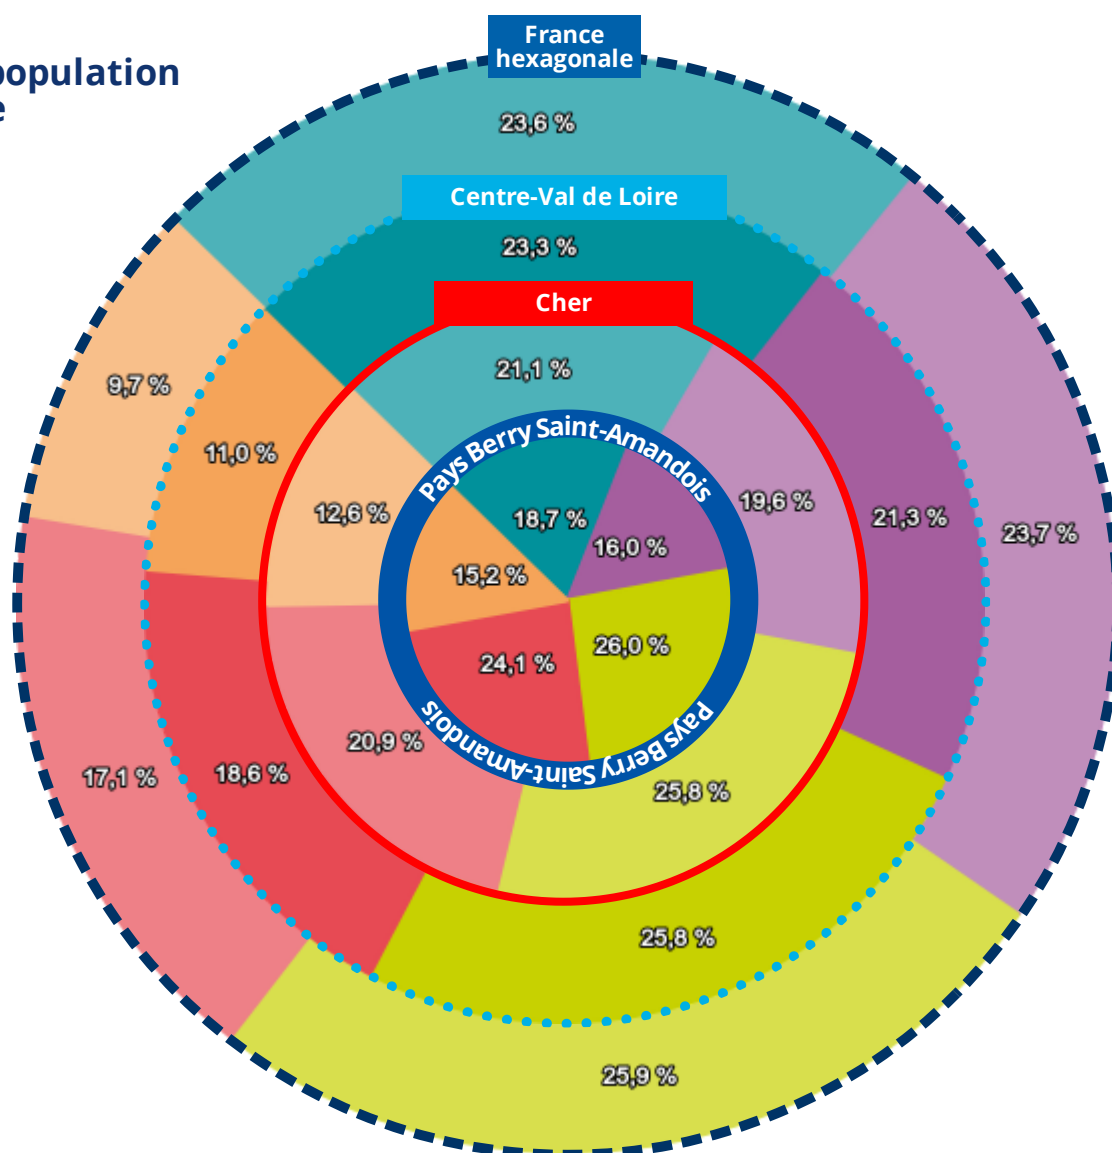 population
e
France
hexagonale
23,6 %
Centre-Val de Loire
23,3 %
Cher
21,1 %
9,7 %
11,0 %
12,6 %
Pays Berry Saint-Amandois
18,7 %
16,0 %
19,6 %
21,3 %
23,7 %
15,2 %
26,0 %
24,1 %
Pays Berry Saint-Amandois
20,9 %
18,6 %
17,1 %
25,8 %
25,8 %
25,9 %